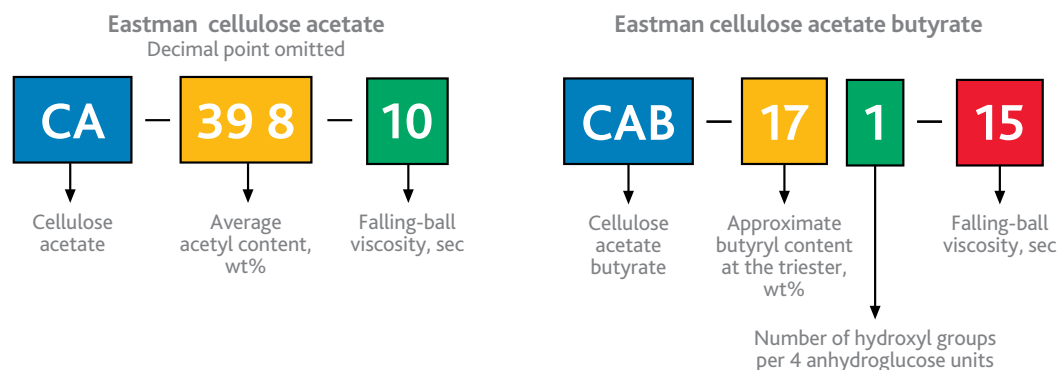 Eastman cellulose acetate
Decimal point omitted
CA – 39 8 – 10
Cellulose
acetate
Average
acetyl content,
wt%
Falling-ball
viscosity, sec
Eastman cellulose acetate butyrate
CAB – 17 1 – 15
Cellulose
acetate
butyrate
Approximate
butyryl content
at the triester,
wt%
Falling-ball
viscosity, sec
Number of hydroxyl groups
per 4 anhydroglucose units